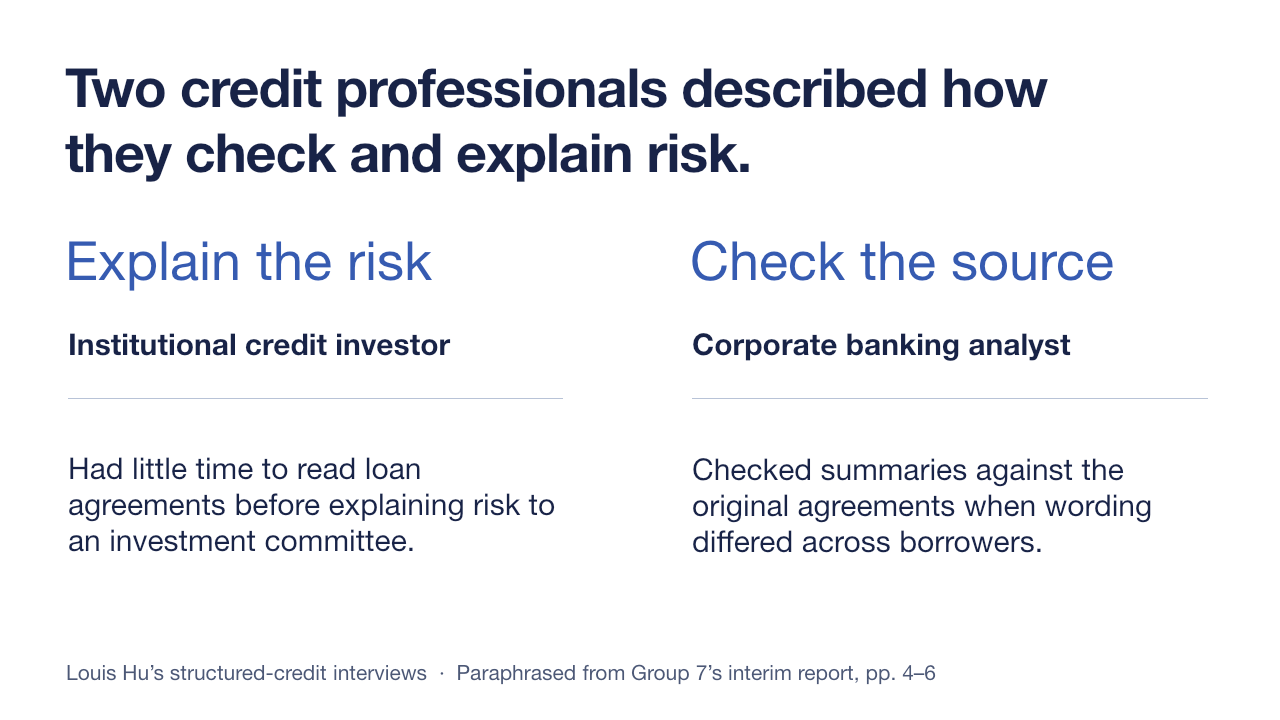 Two credit professionals described how
they check and explain risk.
Explain the risk
Institutional credit investor
Had little time to read loan
agreements before explaining risk to
an investment committee.
Check the source
Corporate banking analyst
Checked summaries against the
original agreements when wording
differed across borrowers.
Louis Hu’s structured-credit interviews · Paraphrased from Group 7’s interim report, pp. 4–6